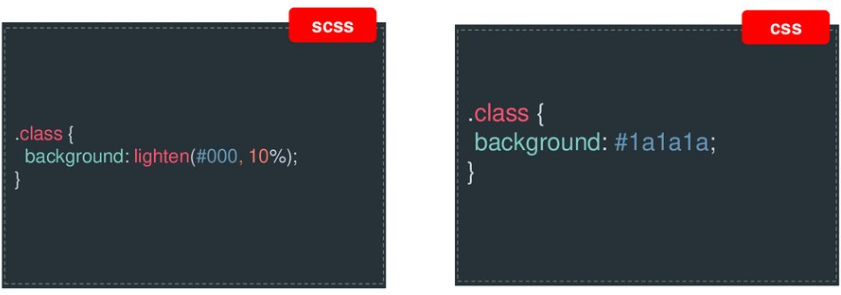 scss
.class {
background: lighten(#000, 10%);
}
css
.class {
background: #1a1a1a;
}